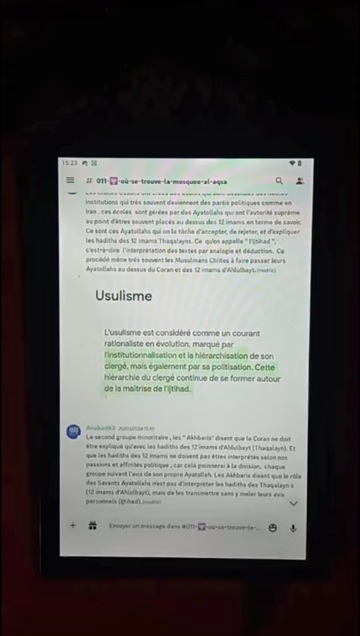 15:23
# 011-🕌-où-se-trouve-la-mosquee-al-aqsa
institutions qui très souvent deviennent des partis politiques comme en
Iran , ces écoles sont gérées par des Ayatollahs qui ont l'autorité suprême
au point d'êtres souvent placés au dessus des 12 imams en terme de savoir.
Ce sont ces Ayatollahs qui on la tâche d'accepter, de rejeter, et d'expliquer
les hadiths des 12 imams Thaqalayns. Ce qu'on appelle " l'Ijtihad ",
c'est-à-dire l'interprétation des textes par analogie et déduction. Ce
procédé mène très souvent les Musulmans Chiites à faire passer leurs
Ayatollahs au dessus du Coran et des 12 imams d'Ahlulbayt. (modifié)
Usulisme
L'usulisme est considéré comme un courant
rationaliste en évolution, marqué par
l'institutionnalisation et la hiérarchisation de son
clergé, mais également par sa politisation. Cette
hiérarchie du clergé continue de se former autour
de la maitrise de l'ijtihad.
Le second groupe minoritaire , les " Akhbaris" disent que le Coran ne doit
être expliqué qu'avec les hadiths des 12 imams d'Ahlulbayt (Thaqalayn). Et
que les hadiths des 12 imams ne doivent pas êtres interprétés selon nos
passions et affinités politique , car cela poussera à la division, chaque
groupe suivant l'avis de son propre Ayatollah. Les Akhbaris disent que le rôle
des Savants Ayatollahs n'est pas d'interpréter les hadiths des Thaqalayn s
(12 imams d'Ahlulbayt), mais de les transmettre sans y mêler leurs avis
personnels (Ijtihad). (modifié)
Envoyer un message dans #011-🕌-où-se-trouve-la-...